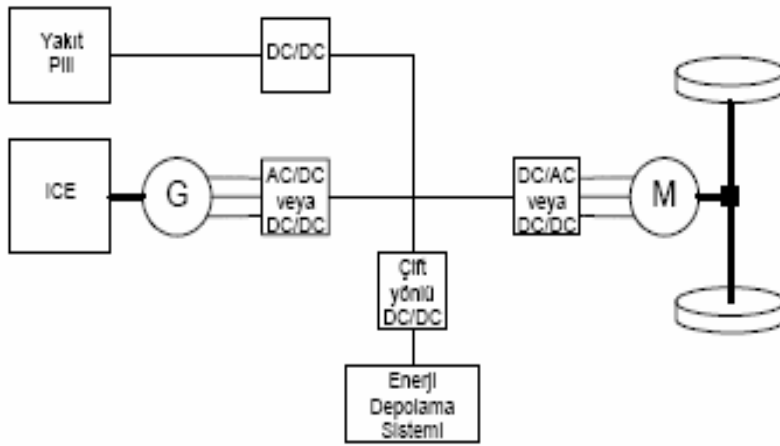 Yakıt
Pili
DC/DC
ICE
G
AC/DC
veya
DC/DC
DC/AC
veya
DC/DC
M
Çift
yönlü
DC/DC
Enerji
Depolama
Sistemi